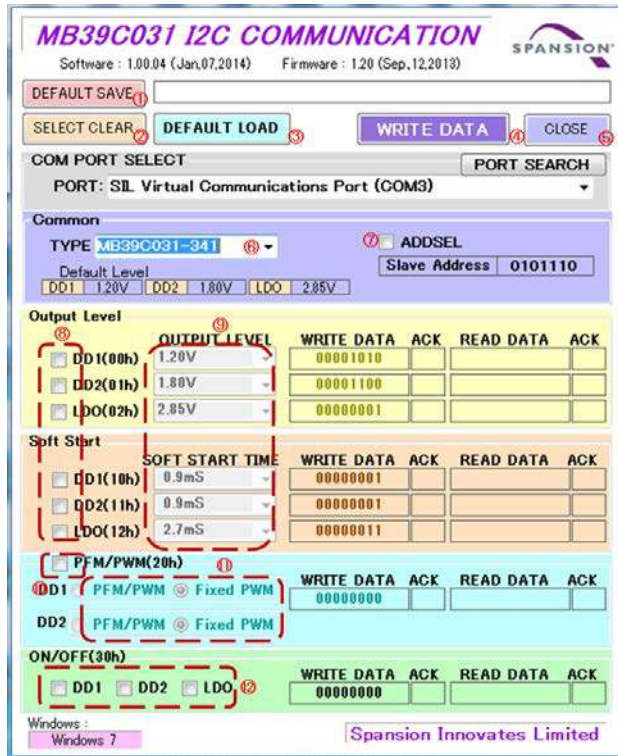 MB39C031 I2C COMMUNICATION
SPANSION
Software : 1.00.04 (Jan,07,2014) Firmware : 1.20 (Sep,12,2013)
DEFAULT SAVE ①
SELECT CLEAR ② DEFAULT LOAD ③ WRITE DATA ④ CLOSE ⑤
COM PORT SELECT PORT SEARCH
PORT: SIL Virtual Communications Port (COM3)
Common
TYPE MB39C031-341 ⑥ ⑦ ADDSEL
Default Level Slave Address 0101110
DD1 1.20V DD2 1.80V LDO 2.85V
Output Level
⑧ ⑨
OUTPUT LEVEL WRITE DATA ACK READ DATA ACK
DD1(00h) 1.20V 00001010
DD2(01h) 1.80V 00001100
LDO(02h) 2.85V 00000001
Soft Start
SOFT START TIME WRITE DATA ACK READ DATA ACK
DD1(10h) 0.9mS 00000001
DD2(11h) 0.9mS 00000001
LDO(12h) 2.7mS 00000011
PFM/PWM(20h) ⑪
WRITE DATA ACK READ DATA ACK
⑩ DD1 PFM/PWM Fixed PWM 00000000
DD2 PFM/PWM Fixed PWM
ON/OFF(30h)
WRITE DATA ACK READ DATA ACK
DD1 DD2 LDO ⑫ 00000000
Windows :
Windows 7 Spansion Innovates Limited